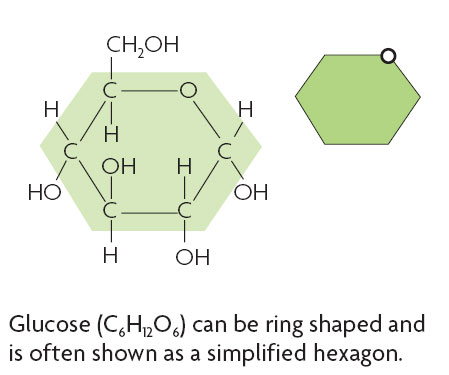 CH₂OH
C O
H H
H
C OH H C
HO OH
C C
H OH
Glucose (C₆H₁₂O₆) can be ring shaped and
is often shown as a simplified hexagon.